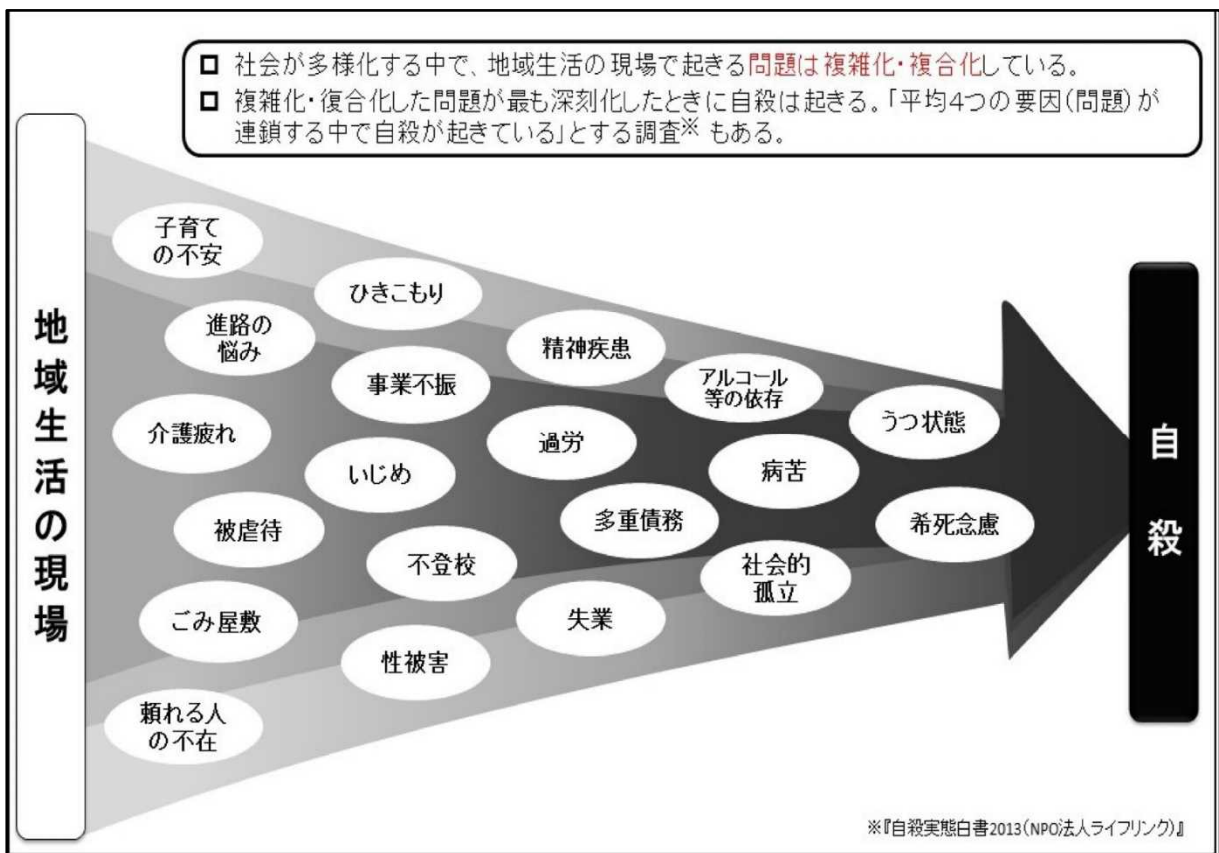 □ 社会が多様化する中で、地域生活の現場で起きる問題は複雑化・複合化している。
□ 複雑化・復合化した問題が最も深刻化したときに自殺は起きる。「平均4つの要因(問題)が
連鎖する中で自殺が起きている」とする調査※ もある。
地域生活の現場
子育て
の不安
ひきこもり
進路の
悩み
事業不振
精神疾患
アルコール
等の依存
うつ状態
介護疲れ
いじめ
過労
病苦
被虐待
不登校
多重債務
希死念慮
社会的
孤立
ごみ屋敷
性被害
失業
頼れる人
の不在
自殺
※『自殺実態白書2013(NPO法人ライフリンク)』